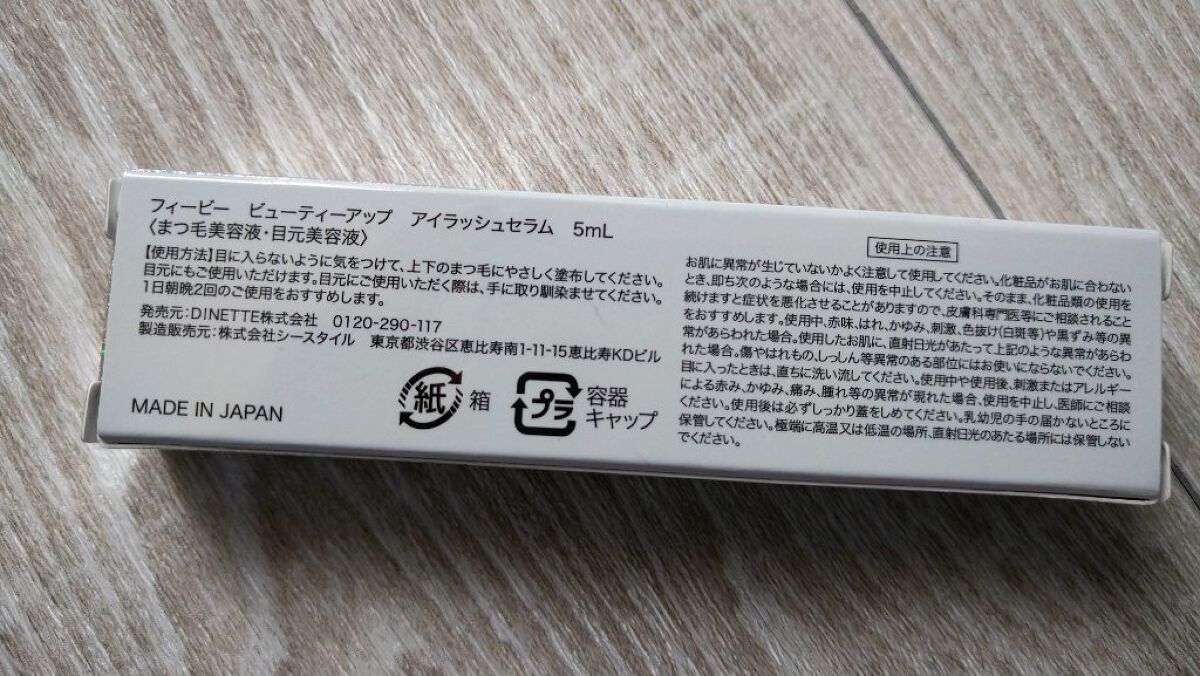 フィービー　ビューティーアップ　アイラッシュセラム　5mL
〈まつ毛美容液・目元美容液〉
【使用方法】目に入らないように気をつけて、上下のまつ毛にやさしく塗布してください。
目元にもご使用いただけます。目元にご使用いただく際は、手に取り馴染ませてください。
1日朝晩2回のご使用をおすすめします。
発売元:DINETTE株式会社　0120-290-117
製造販売元:株式会社シースタイル　東京都渋谷区恵比寿南1-11-15恵比寿KDビル
MADE IN JAPAN
紙 箱
プラ 容器
キャップ
使用上の注意
お肌に異常が生じていないかよく注意して使用してください。化粧品がお肌に合わない
とき、即ち次のような場合には、使用を中止してください。そのまま、化粧品類の使用を
続けますと症状を悪化させることがありますので、皮膚科専門医等にご相談されること
をおすすめします。使用中、赤味、はれ、かゆみ、刺激、色抜け(白斑等)や黒ずみ等の異
常があらわれた場合。使用したお肌に、直射日光があたって上記のような異常があらわ
れた場合。傷やはれもの、しっしん等異常のある部位にはお使いにならないでください。
目に入ったときは、直ちに洗い流してください。使用中や使用後、刺激またはアレルギー
による赤み、かゆみ、痛み、腫れ等の異常が現れた場合、使用を中止し、医師にご相談
ください。使用後は必ずしっかり蓋をしめてください。乳幼児の手の届かないところに
保管してください。極端に高温又は低温の場所、直射日光のあたる場所には保管しない
でください。